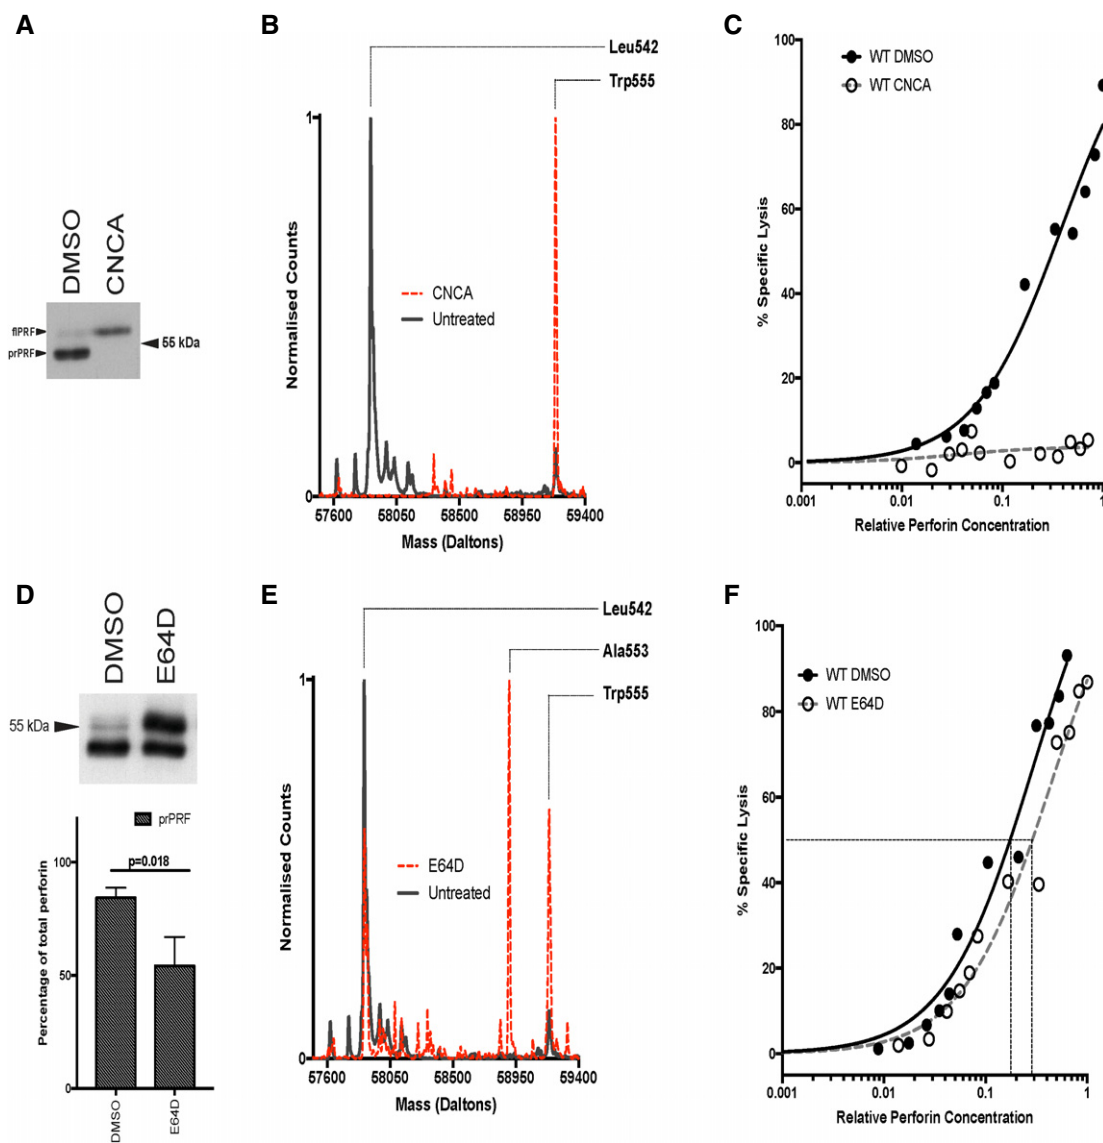 A
DMSO
CNCA
flPRF
prPRF
55 kDa
B
Leu542
Trp555
1
0
Normalised Counts
CNCA
Untreated
57600
58050
58500
58950
59400
Mass (Daltons)
C
WT DMSO
WT CNCA
100
80
60
40
20
0
% Specific Lysis
0.001
0.01
0.1
1
Relative Perforin Concentration
D
DMSO
E64D
55 kDa
prPRF
p=0.018
100
50
0
Percentage of total perforin
DMSO
E64D
E
Leu542
Ala553
Trp555
1
0
Normalised Counts
E64D
Untreated
57600
58050
58500
58950
59400
Mass (Daltons)
F
WT DMSO
WT E64D
100
80
60
40
20
0
% Specific Lysis
0.001
0.01
0.1
1
Relative Perforin Concentration